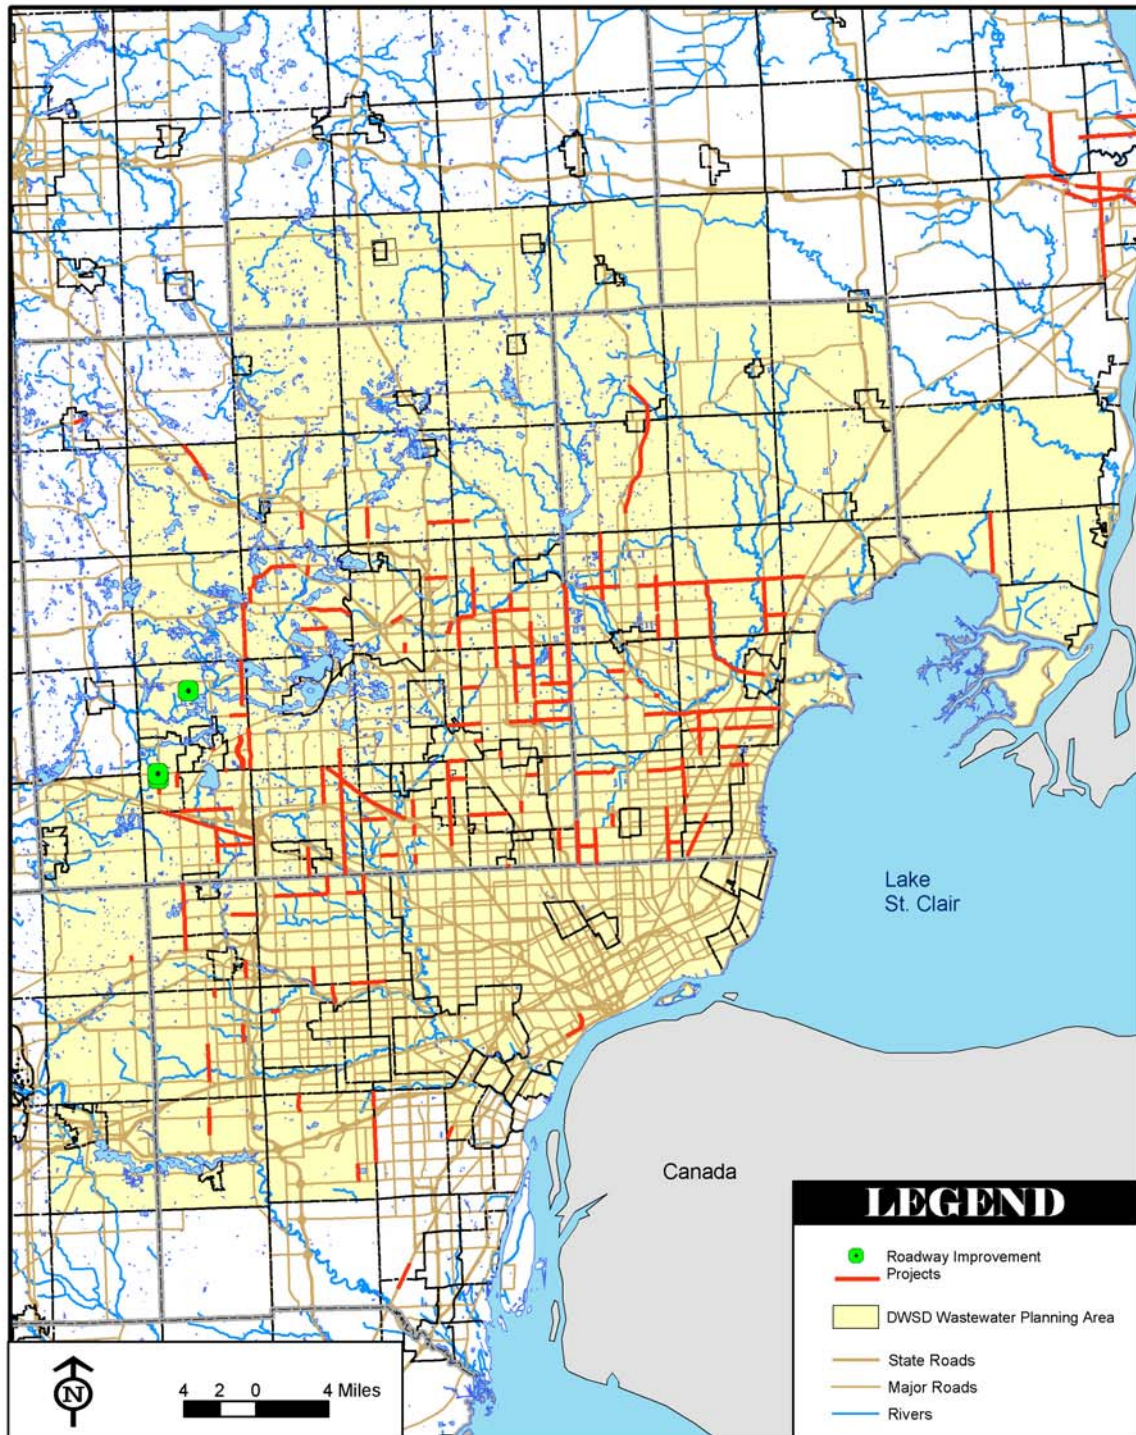 Lake
St. Clair
Canada
LEGEND
Roadway Improvement
Projects
DWSD Wastewater Planning Area
State Roads
Major Roads
Rivers
N
4 2 0 4 Miles